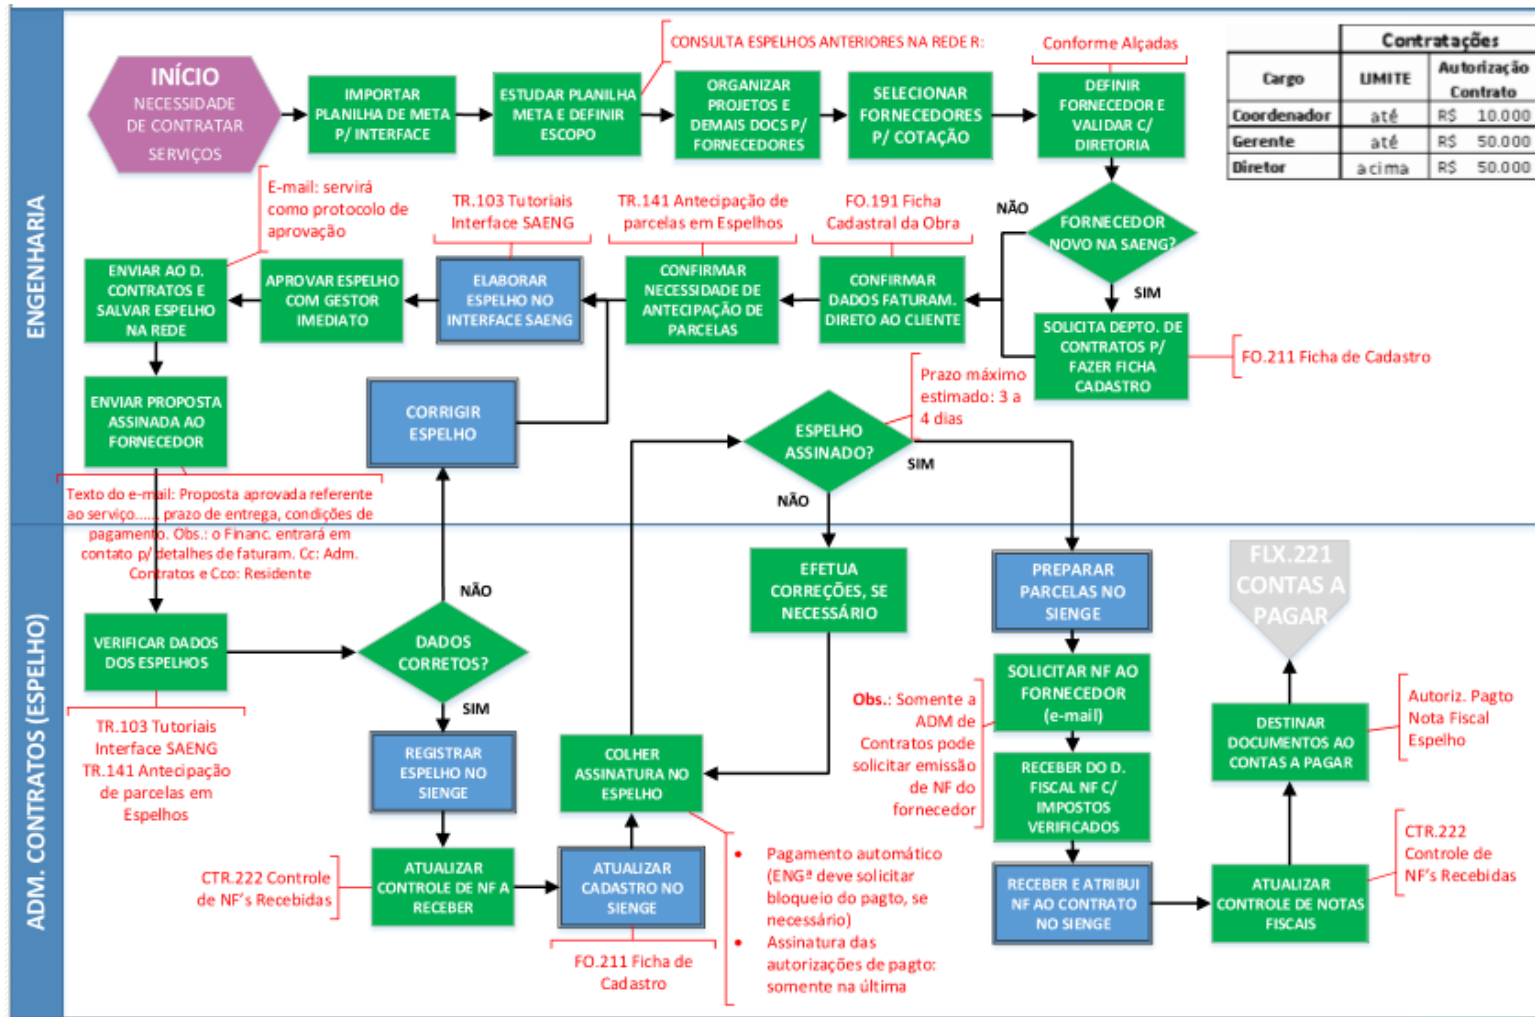 ENGENHARIA
INÍCIO
NECESSIDADE
DE CONTRATAR
SERVIÇOS
IMPORTAR
PLANILHA DE META
P/ INTERFACE
ESTUDAR PLANILHA
META E DEFINIR
ESCOPO
CONSULTA ESPELHOS ANTERIORES NA REDE R:
ORGANIZAR
PROJETOS E
DEMAIS DOCS P/
FORNECEDORES
SELECIONAR
FORNECEDORES
P/ COTAÇÃO
Conforme Alçadas
DEFINIR
FORNECEDOR E
VALIDAR C/
DIRETORIA
Contratações
Cargo LIMITE Autorização
Contrato
Coordenador até R$ 10.000
Gerente até R$ 50.000
Diretor acima R$ 50.000
FORNECEDOR
NOVO NA SAENG?
NÃO
SIM
SOLICITA DEPTO. DE
CONTRATOS P/
FAZER FICHA
CADASTRO
FO.211 Ficha de Cadastro
FO.191 Ficha
Cadastral da Obra
CONFIRMAR
DADOS FATURAM.
DIRETO AO CLIENTE
TR.141 Antecipação de
parcelas em Espelhos
CONFIRMAR
NECESSIDADE DE
ANTECIPAÇÃO DE
PARCELAS
TR.103 Tutoriais
Interface SAENG
ELABORAR
ESPELHO NO
INTERFACE SAENG
APROVAR ESPELHO
COM GESTOR
IMEDIATO
E-mail: servirá
como protocolo de
aprovação
ENVIAR AO D.
CONTRATOS E
SALVAR ESPELHO
NA REDE
ENVIAR PROPOSTA
ASSINADA AO
FORNECEDOR
Texto do e-mail: Proposta aprovada referente
ao serviço......, prazo de entrega, condições de
pagamento. Obs.: o Financ. entrará em
contato p/ detalhes de faturam. Cc: Adm.
Contratos e Cco: Residente
CORRIGIR
ESPELHO
ESPELHO
ASSINADO?
Prazo máximo
estimado: 3 a
4 dias
SIM
NÃO
ADM. CONTRATOS (ESPELHO)
VERIFICAR DADOS
DOS ESPELHOS
TR.103 Tutoriais
Interface SAENG
TR.141 Antecipação
de parcelas em
Espelhos
DADOS
CORRETOS?
NÃO
SIM
REGISTRAR
ESPELHO NO
SIENGE
CTR.222 Controle
de NF's Recebidas
ATUALIZAR
CONTROLE DE NF A
RECEBER
ATUALIZAR
CADASTRO NO
SIENGE
FO.211 Ficha de
Cadastro
COLHER
ASSINATURA NO
ESPELHO
• Pagamento automático
(ENGª deve solicitar
bloqueio do pagto, se
necessário)
• Assinatura das
autorizações de pagto:
somente na última
EFETUA
CORREÇÕES, SE
NECESSÁRIO
PREPARAR
PARCELAS NO
SIENGE
SOLICITAR NF AO
FORNECEDOR
(e-mail)
Obs.: Somente a
ADM de
Contratos pode
solicitar emissão
de NF do
fornecedor
RECEBER DO D.
FISCAL NF C/
IMPOSTOS
VERIFICADOS
RECEBER E ATRIBUI
NF AO CONTRATO
NO SIENGE
ATUALIZAR
CONTROLE DE NOTAS
FISCAIS
CTR.222
Controle de
NF's Recebidas
DESTINAR
DOCUMENTOS AO
CONTAS A PAGAR
Autoriz. Pagto
Nota Fiscal
Espelho
FLX.221
CONTAS A
PAGAR